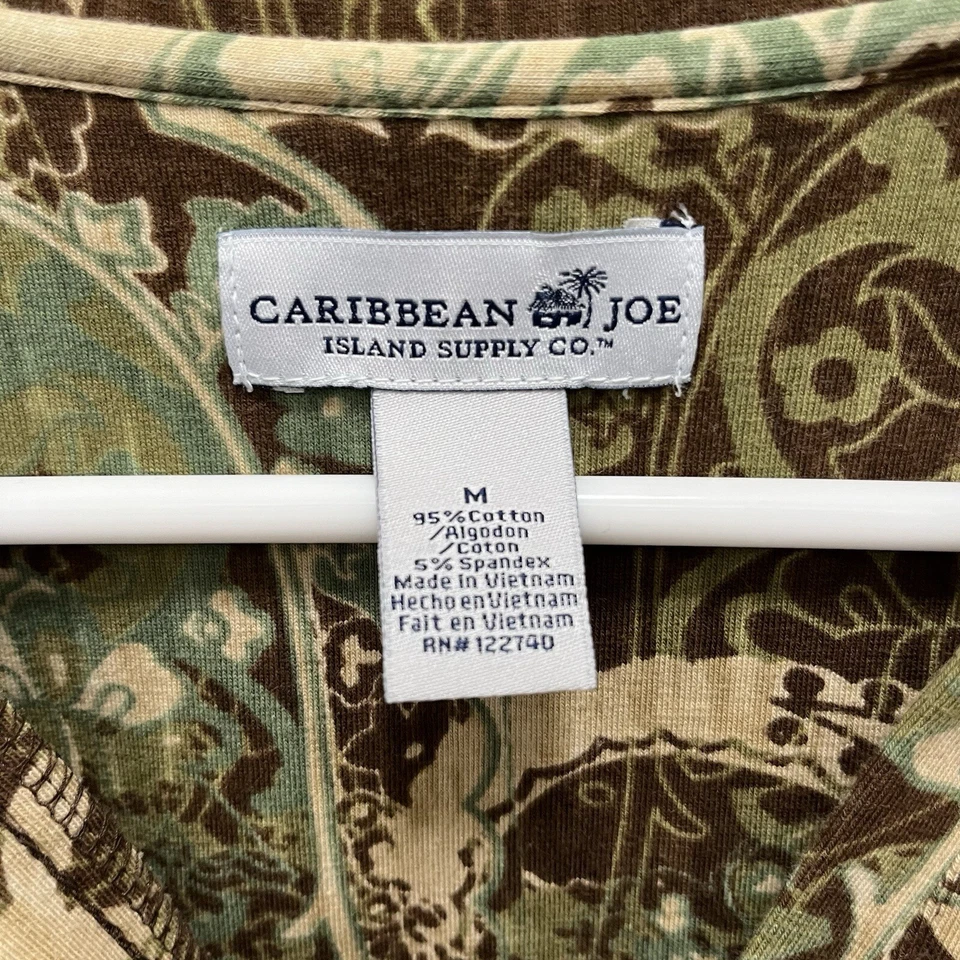 CARIBBEAN JOE
ISLAND SUPPLY CO.™
M
95% Cotton
/Algodon
/Coton
5% Spandex
Made in Vietnam
Hecho en Vietnam
Fait en Vietnam
RN# 122740